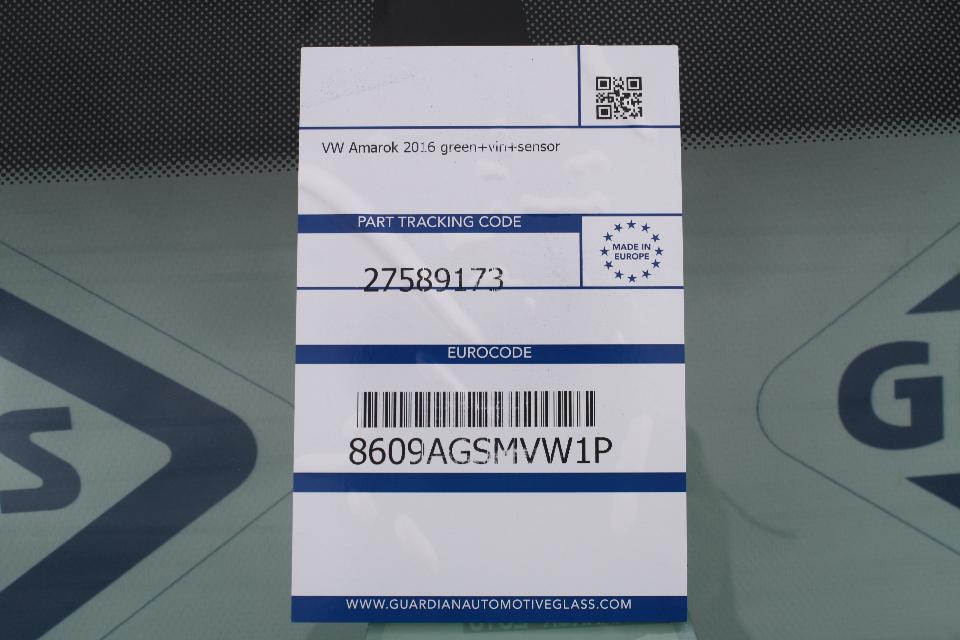 VW Amarok 2016 green+vin+sensor
PART TRACKING CODE
MADE IN
EUROPE
27589173
EUROCODE
8609AGSMVW1P
WWW.GUARDIANAUTOMOTIVEGLASS.COM
S
G